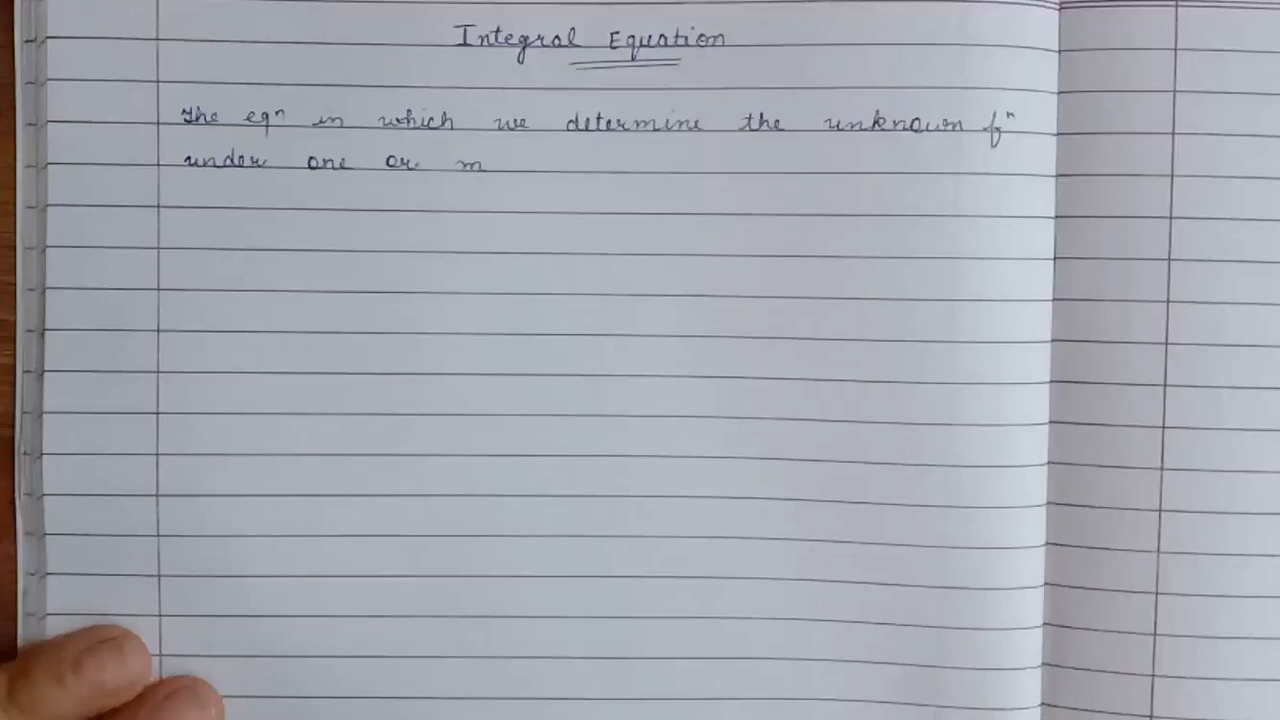 Integral Equation
The eqⁿ in which we determine the unknown fⁿ
under one or m